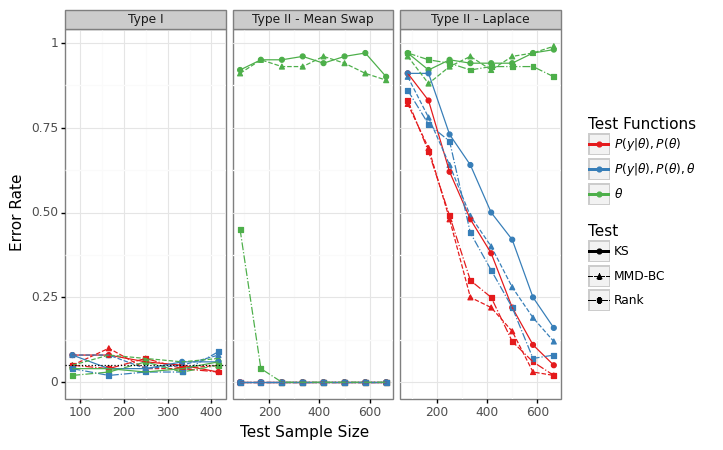 Type I
Type II - Mean Swap
Type II - Laplace
1
0.75
0.50
0.25
0
Error Rate
100 200 300 400
200 400 600
200 400 600
Test Sample Size
Test Functions
P(y|θ), P(θ)
P(y|θ), P(θ), θ
θ
Test
KS
MMD-BC
Rank